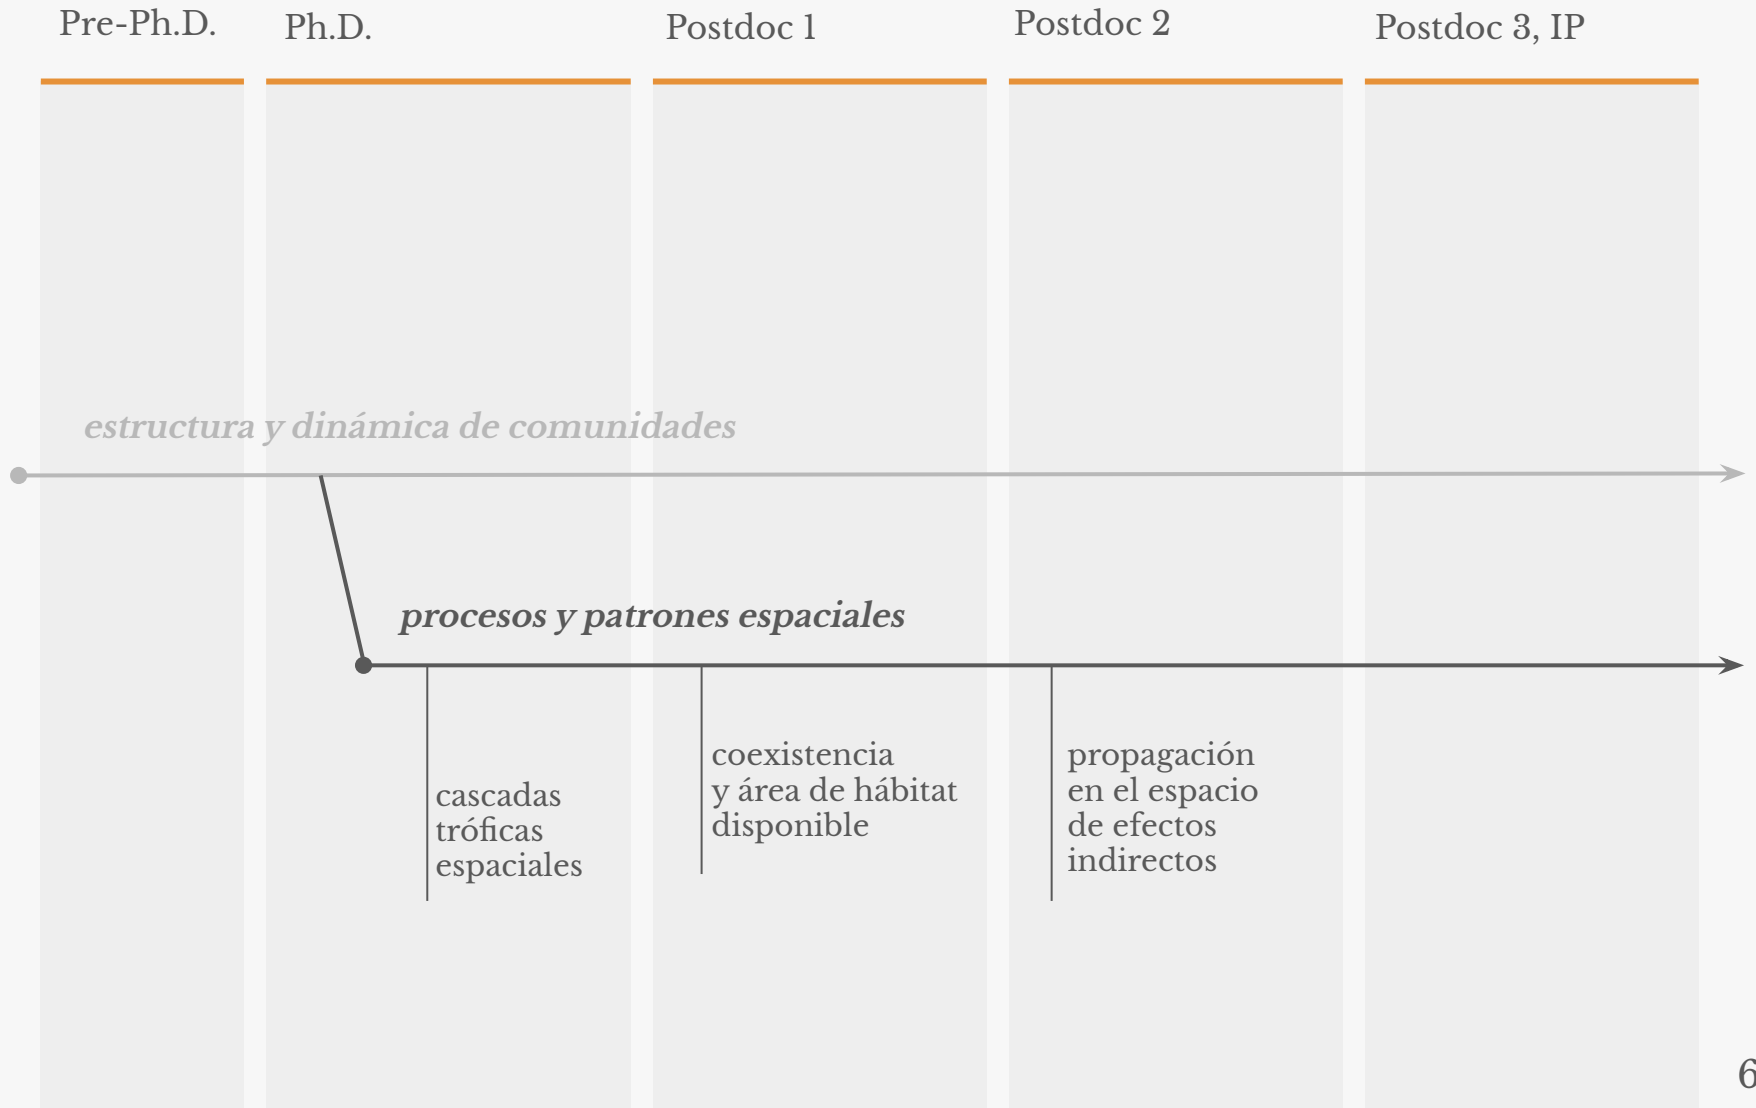 Pre-Ph.D.
Ph.D.
Postdoc 1
Postdoc 2
Postdoc 3, IP
estructura y dinámica de comunidades
procesos y patrones espaciales
cascadas
tróficas
espaciales
coexistencia
y área de hábitat
disponible
propagación
en el espacio
de efectos
indirectos
6